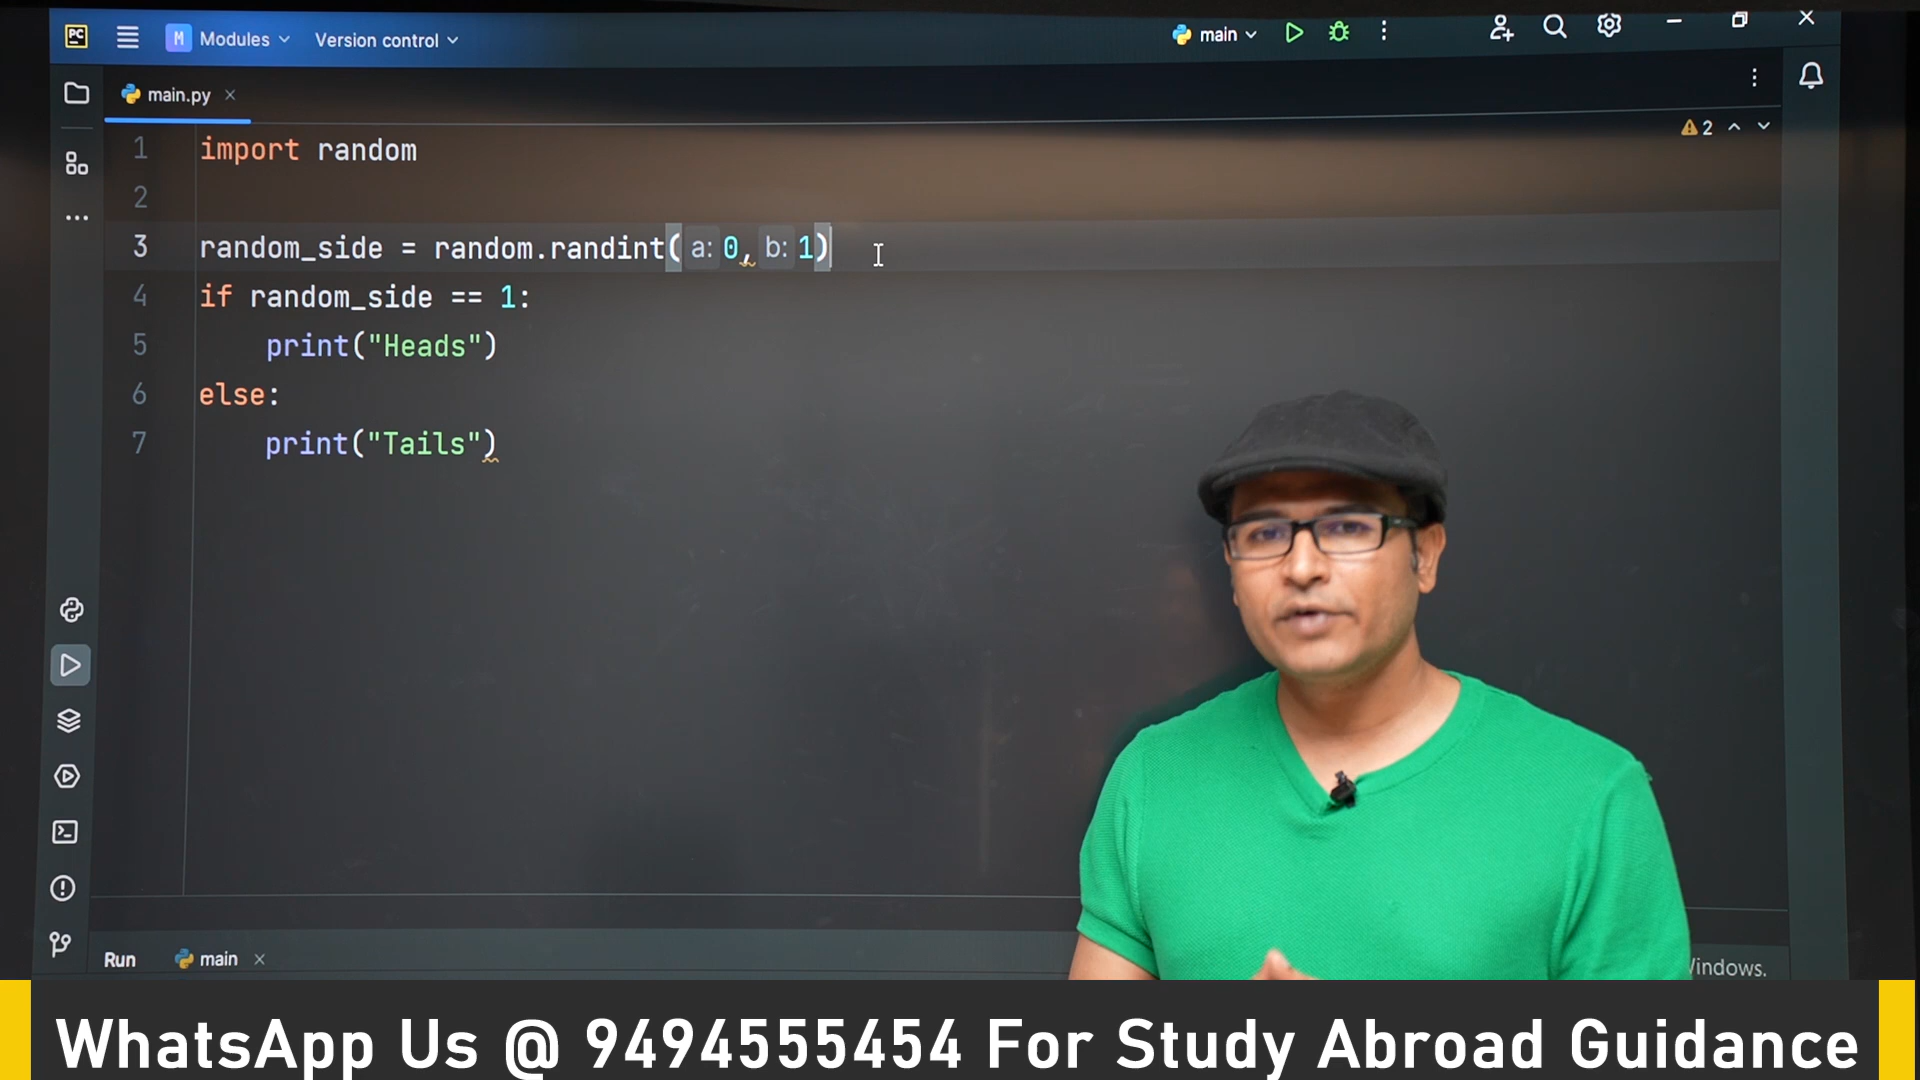 PC
M Modules
Version control
main
main.py
2
1 import random
2
3 random_side = random.randint( a: 0, b: 1)
4 if random_side == 1:
5 print("Heads")
6 else:
7 print("Tails")
Run main
Windows.
WhatsApp Us @ 9494555454 For Study Abroad Guidance